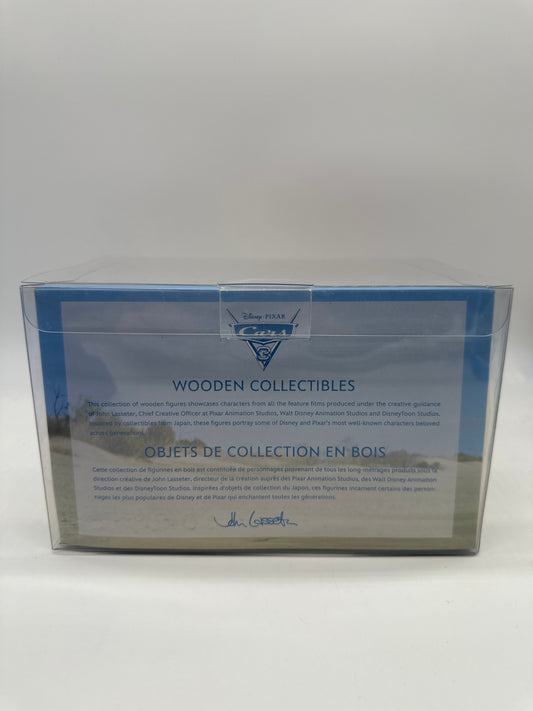 Disney · PIXAR
Cars
3
WOODEN COLLECTIBLES
This collection of wooden figures showcases characters from all the feature films produced under the creative guidance
of John Lasseter, Chief Creative Officer at Pixar Animation Studios, Walt Disney Animation Studios and DisneyToon Studios.
Inspired by collectibles from Japan, these figures portray some of Disney and Pixar's most well-known characters beloved
across generations.
OBJETS DE COLLECTION EN BOIS
Cette collection de figurines en bois est constituée de personnages provenant de tous les long-métrages produits sous la
direction créative de John Lasseter, directeur de la création auprès des Pixar Animation Studios, des Walt Disney Animation
Studios et des DisneyToon Studios. Inspirées d'objets de collection du Japon, ces figurines incarnent certains des person-
nages les plus populaires de Disney et de Pixar qui enchantent toutes les générations.
John Lasseter